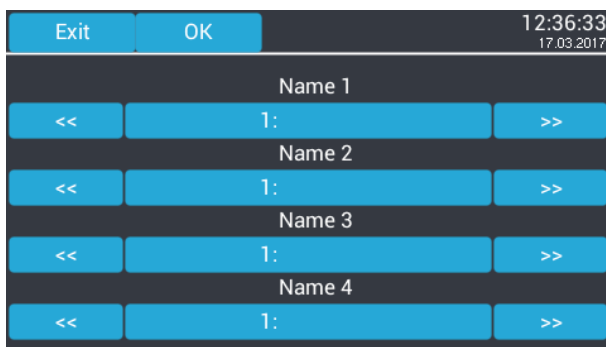 Exit OK 12:36:33
17.03.2017
Name 1
<< 1: >>
Name 2
<< 1: >>
Name 3
<< 1: >>
Name 4
<< 1: >>